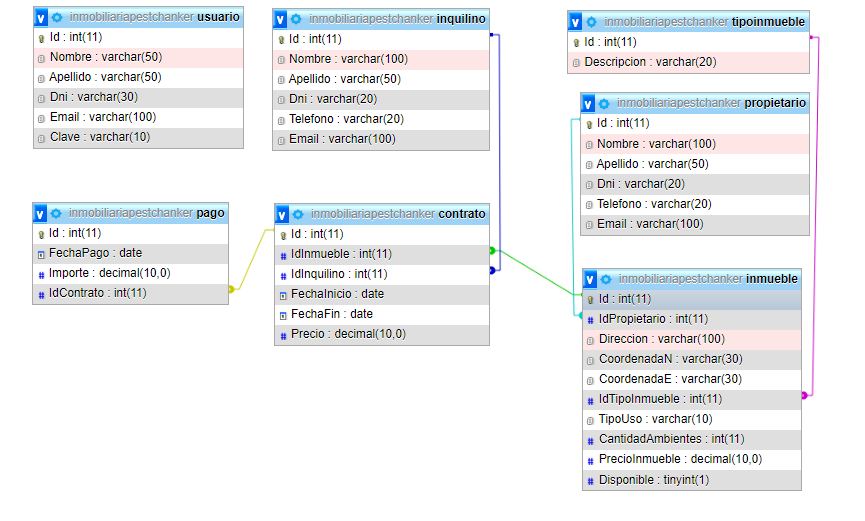 v inmobiliariapestchanker usuario
Id : int(11)
Nombre : varchar(50)
Apellido : varchar(50)
Dni : varchar(30)
Email : varchar(100)
Clave : varchar(10)
v inmobiliariapestchanker inquilino
Id : int(11)
Nombre : varchar(100)
Apellido : varchar(50)
Dni : varchar(20)
Telefono : varchar(20)
Email : varchar(100)
v inmobiliariapestchanker tipoinmueble
Id : int(11)
Descripcion : varchar(20)
v inmobiliariapestchanker propietario
Id : int(11)
Nombre : varchar(100)
Apellido : varchar(50)
Dni : varchar(20)
Telefono : varchar(20)
Email : varchar(100)
v inmobiliariapestchanker pago
Id : int(11)
FechaPago : date
# Importe : decimal(10,0)
# IdContrato : int(11)
v inmobiliariapestchanker contrato
Id : int(11)
# IdInmueble : int(11)
# IdInquilino : int(11)
FechaInicio : date
FechaFin : date
# Precio : decimal(10,0)
v inmobiliariapestchanker inmueble
Id : int(11)
# IdPropietario : int(11)
Direccion : varchar(100)
CoordenadaN : varchar(30)
CoordenadaE : varchar(30)
# IdTipoInmueble : int(11)
TipoUso : varchar(10)
# CantidadAmbientes : int(11)
# PrecioInmueble : decimal(10,0)
# Disponible : tinyint(1)